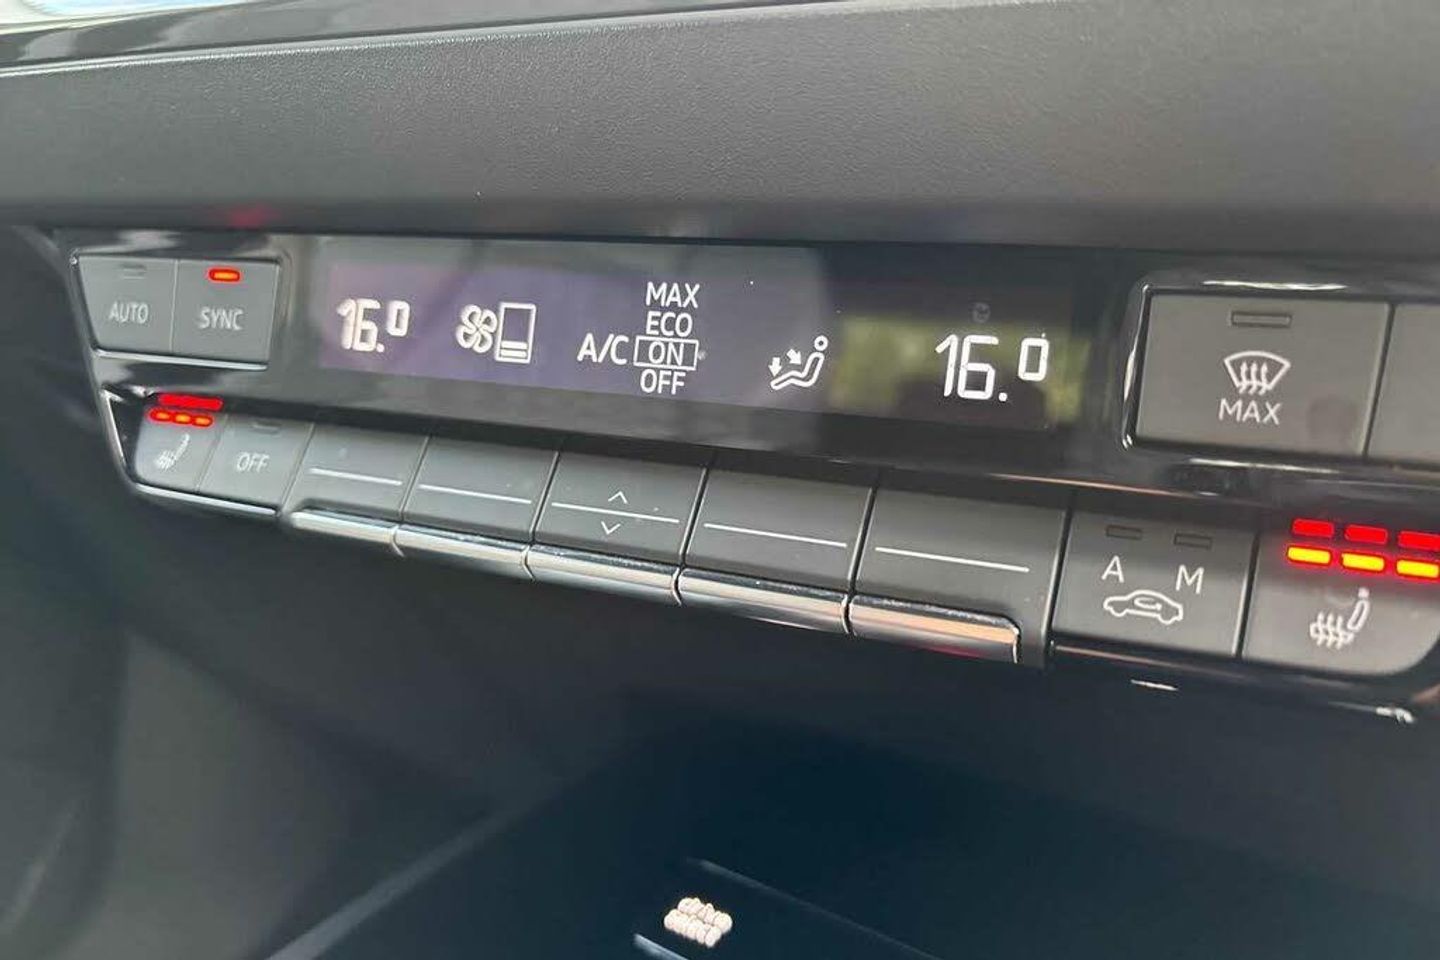 AUTO
SYNC
16.0
MAX
ECO
A/C ON
OFF
16.0
MAX
OFF
A M